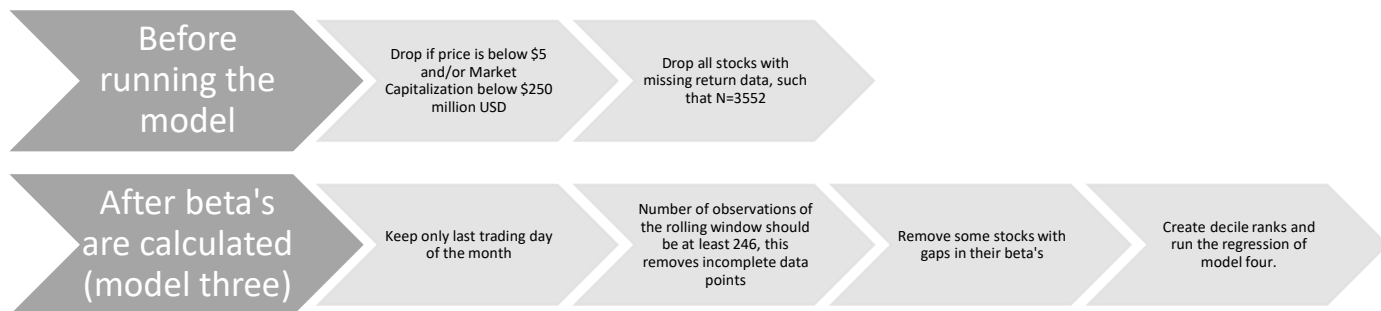 Before
running the
model
Drop if price is below $5
and/or Market
Capitalization below $250
million USD
Drop all stocks with
missing return data, such
that N=3552
After beta's
are calculated
(model three)
Keep only last trading day
of the month
Number of observations of
the rolling window should
be at least 246, this
removes incomplete data
points
Remove some stocks with
gaps in their beta's
Create decile ranks and
run the regression of
model four.